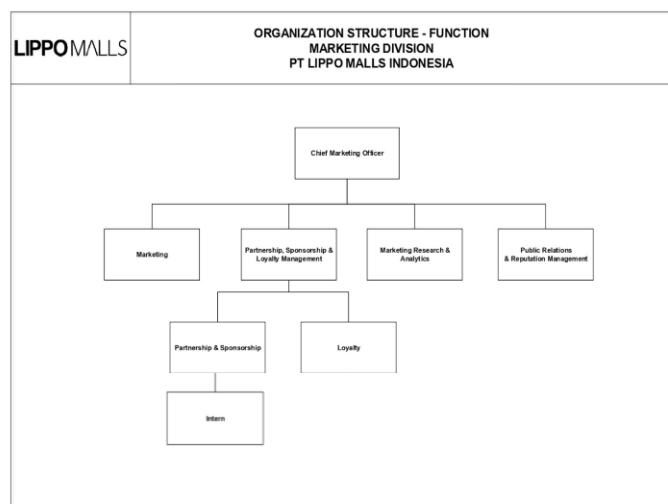 LIPPO MALLS
ORGANIZATION STRUCTURE - FUNCTION
MARKETING DIVISION
PT LIPPO MALLS INDONESIA
Chief Marketing Officer
Marketing
Partnership, Sponsorship &
Loyalty Management
Marketing Research &
Analytics
Public Relations
& Reputation Management
Partnership & Sponsorship
Loyalty
Intern